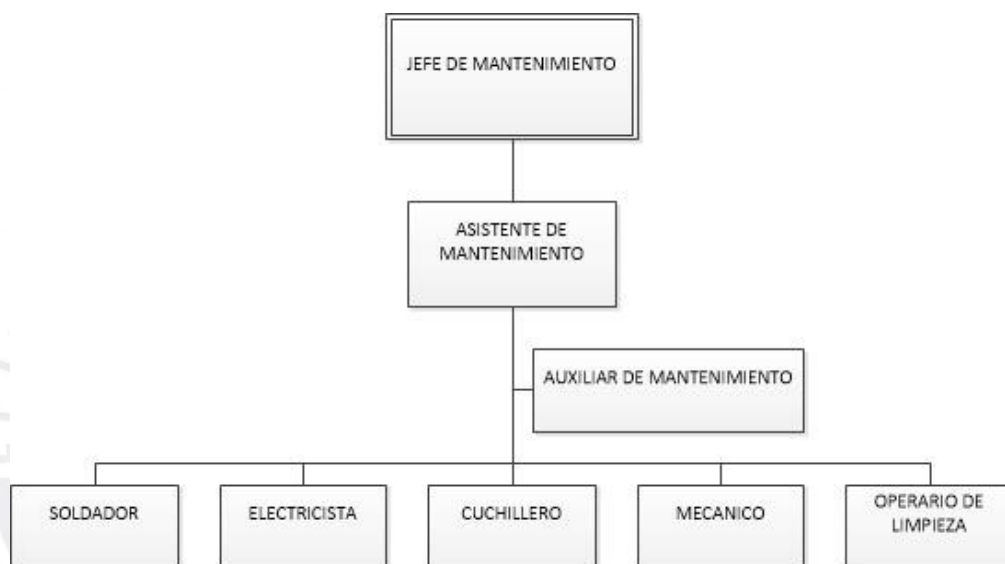 JEFE DE MANTENIMIENTO
ASISTENTE DE
MANTENIMIENTO
AUXILIAR DE MANTENIMIENTO
SOLDADOR
ELECTRICISTA
CUCHILLERO
MECANICO
OPERARIO DE
LIMPIEZA